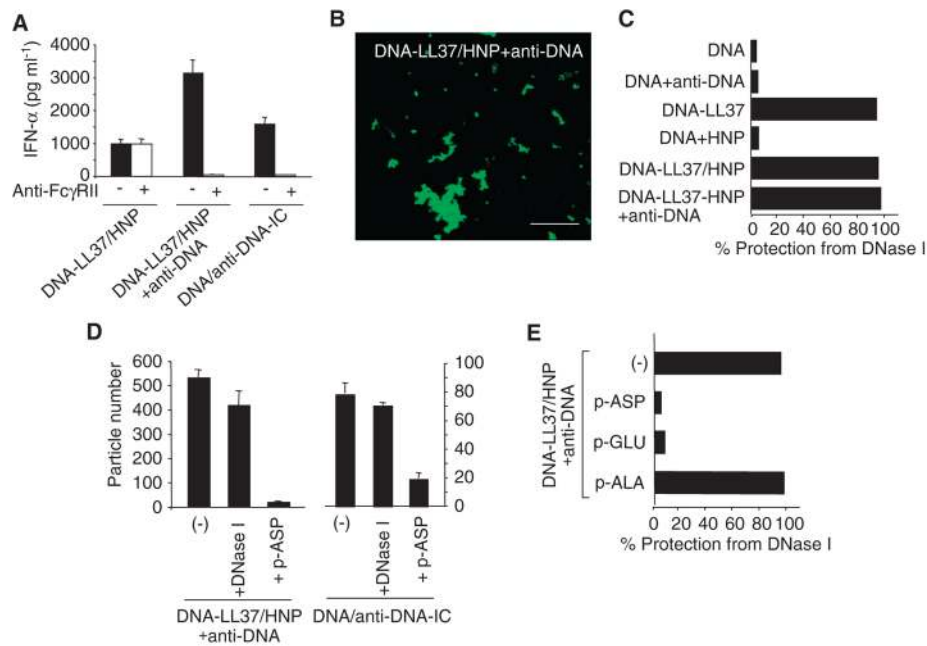 A
4000
3000
2000
1000
0
IFN-α (pg ml⁻¹)
Anti-FcγRII
- + - + - +
DNA-LL37/HNP
DNA-LL37/HNP
+anti-DNA
DNA/anti-DNA-IC
B
DNA-LL37/HNP+anti-DNA
C
DNA
DNA+anti-DNA
DNA-LL37
DNA+HNP
DNA-LL37/HNP
DNA-LL37-HNP
+anti-DNA
0 20 40 60 80 100
% Protection from DNase I
D
600
500
400
300
200
100
0
Particle number
100
80
60
40
20
0
(-)
+DNase I
+ p-ASP
(-)
+DNase I
+ p-ASP
DNA-LL37/HNP
+anti-DNA
DNA/anti-DNA-IC
E
DNA-LL37/HNP
+anti-DNA
(-)
p-ASP
p-GLU
p-ALA
0 20 40 60 80 100
% Protection from DNase I